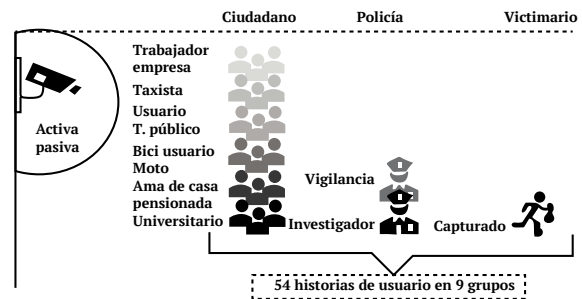 Ciudadano Policía Victimario
Activa
pasiva
Trabajador
empresa
Taxista
Usuario
T. público
Bici usuario
Moto
Ama de casa
pensionada
Universitario
Vigilancia
Investigador
Capturado
54 historias de usuario en 9 grupos